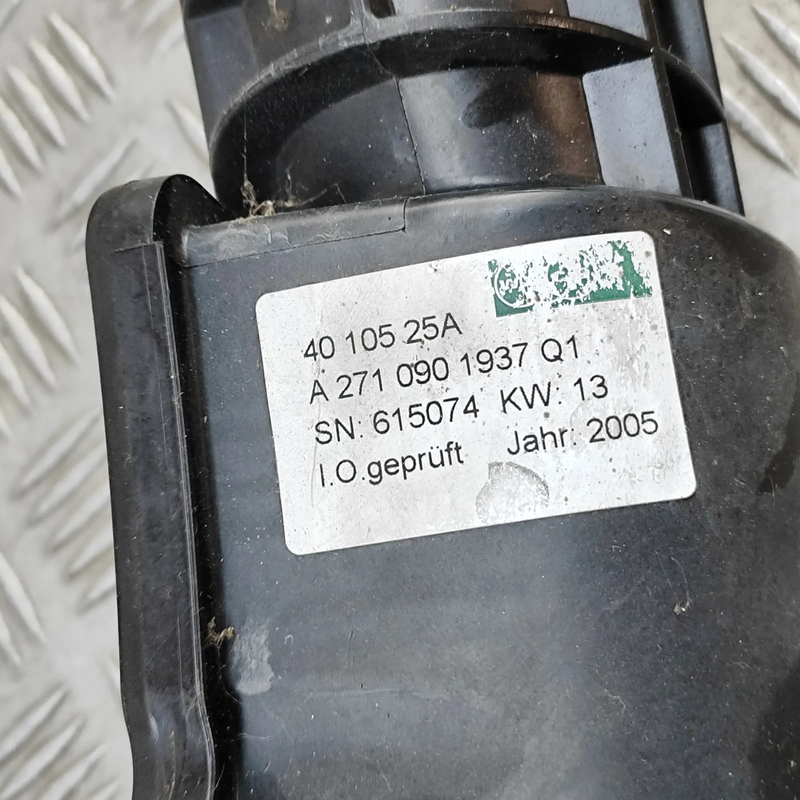 40 105 25A
A 271 090 1937 Q1
SN: 615074 KW: 13
I.O.geprüft Jahr: 2005